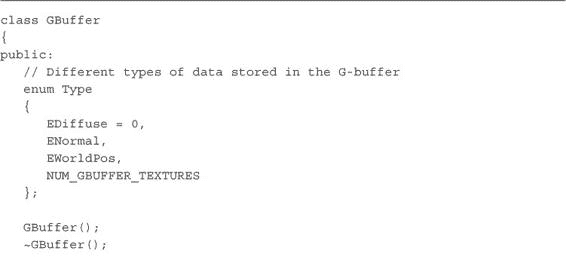 class GBuffer
{
public:
   // Different types of data stored in the G-buffer
   enum Type
   {
      EDiffuse = 0,
      ENormal,
      EWorldPos,
      NUM_GBUFFER_TEXTURES
   };

   GBuffer();
   ~GBuffer();